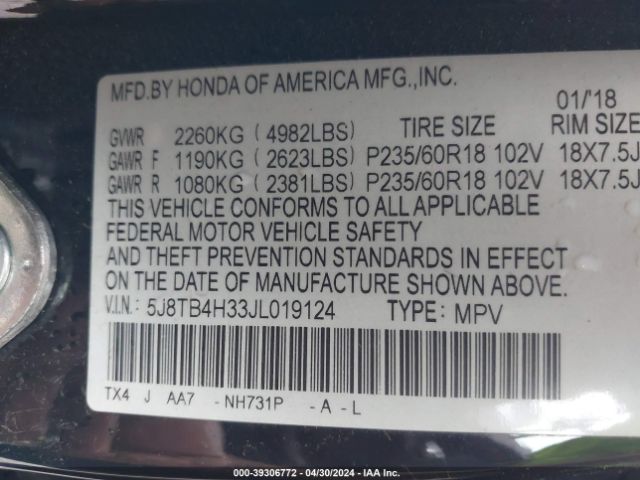 MFD.BY HONDA OF AMERICA MFG.,INC.
01/'18
GVWR 2260KG ( 4982LBS) TIRE SIZE RIM SIZE
GAWR F 1190KG ( 2623LBS) P235/60R18 102V 18X7.5J
GAWR R 1080KG ( 2381LBS) P235/60R18 102V 18X7.5J
THIS VEHICLE CONFORMS TO ALL APPLICABLE
FEDERAL MOTOR VEHICLE SAFETY
AND THEFT PREVENTION STANDARDS IN EFFECT
ON THE DATE OF MANUFACTURE SHOWN ABOVE.
V.I.N: 5J8TB4H33JL019124 TYPE: MPV
TX4 J AA7 -NH731P -A -L
000-39306772 - 04/30/2024 - IAA Inc.